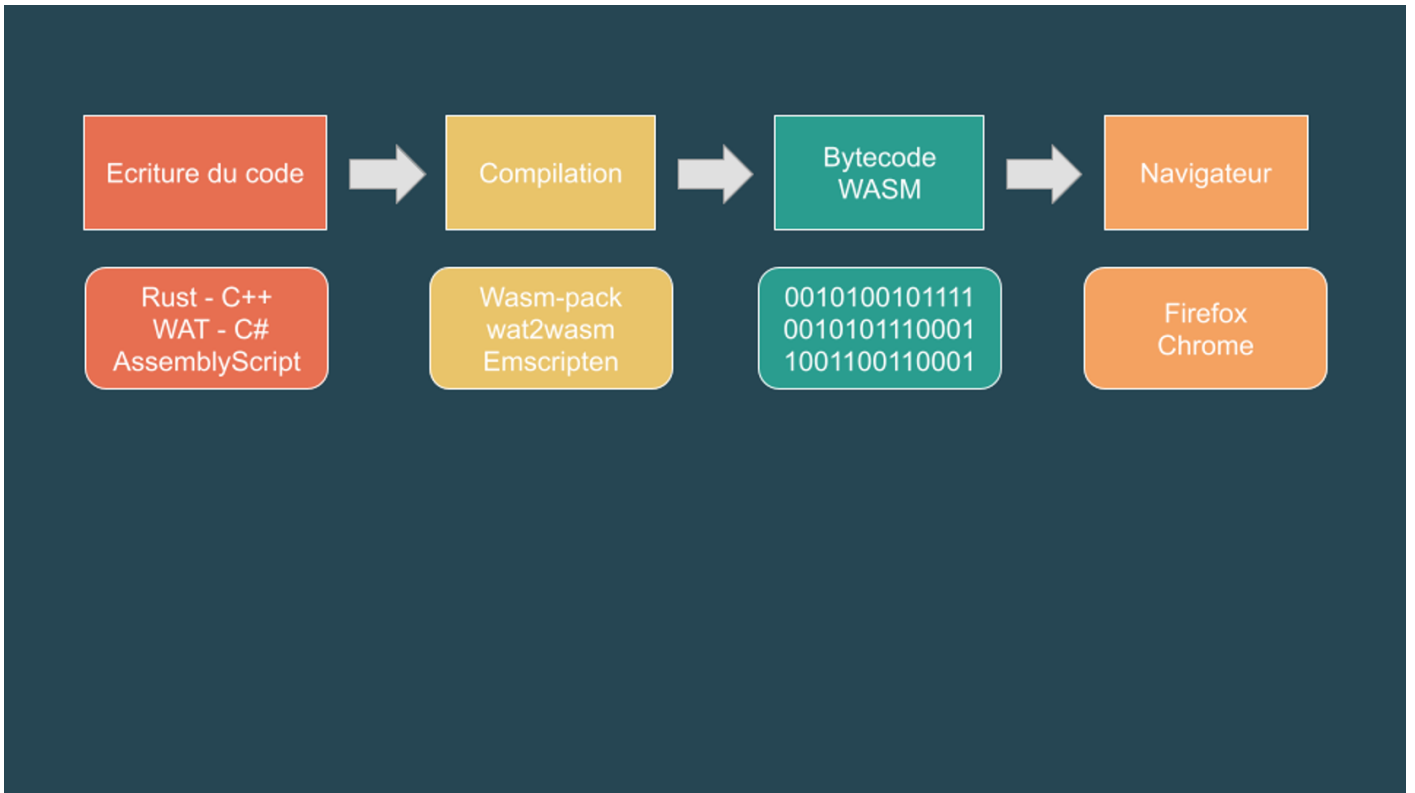 Ecriture du code
Compilation
Bytecode
WASM
Navigateur
Rust - C++
WAT - C#
AssemblyScript
Wasm-pack
wat2wasm
Emscripten
0010100101111
0010101110001
1001100110001
Firefox
Chrome